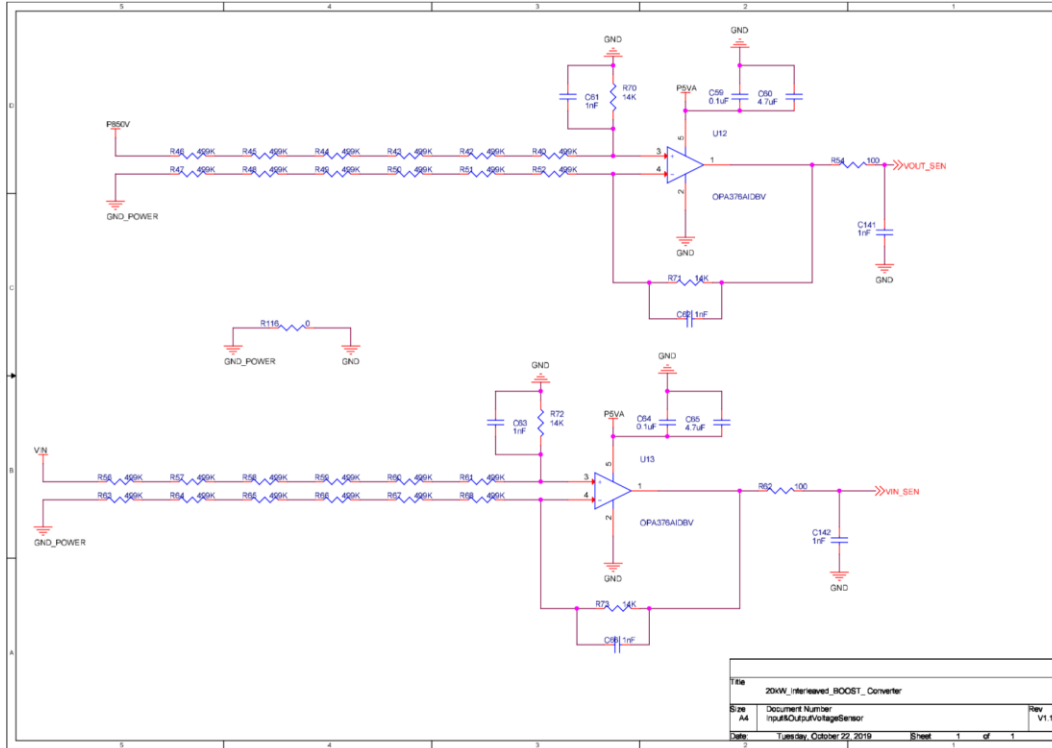 5 4 3 2 1
D
C
B
A
GND
GND
C61
1nF
R70
14K
P5VA
C59
0.1uF
C60
4.7uF
P850V
U12
R46 499K R45 499K R44 499K R43 499K R42 499K R40 499K
3
5
1
R54 100
VOUT_SEN
R47 499K R48 499K R49 499K R50 499K R51 499K R52 499K
4
2
OPA376AIDBV
GND_POWER
C141
1nF
GND
GND
R71 14K
C62 1nF
R116 0
GND_POWER
GND
GND
GND
C63
1nF
R72
14K
P5VA
C64
0.1uF
C65
4.7uF
VIN
U13
R56 499K R57 499K R58 499K R59 499K R60 499K R61 499K
3
5
1
R62 100
VIN_SEN
R63 499K R64 499K R65 499K R66 499K R67 499K R68 499K
4
2
OPA376AIDBV
GND_POWER
C142
1nF
GND
GND
R73 14K
C66 1nF
Title
20kW_Interleaved_BOOST_ Converter
Size Document Number Rev
A4 Input&OutputVoltageSensor V1.1
Date: Tuesday, October 22, 2019 Sheet 1 of 1
5 4 3 2 1